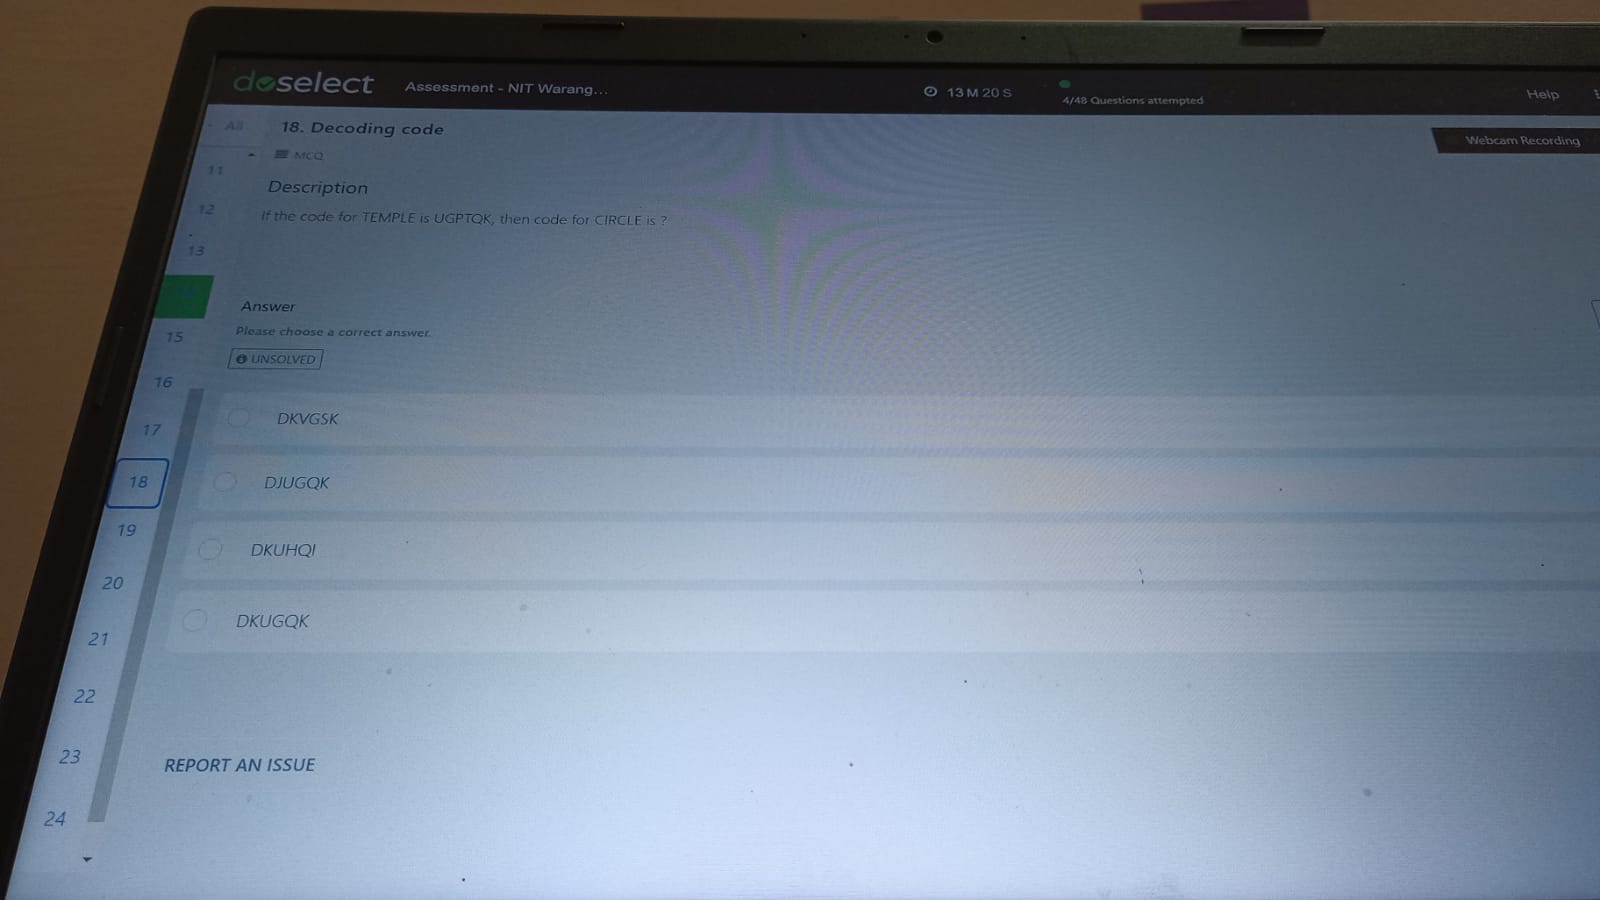 doselect
Assessment - NIT Warang...
13 M 20 S
4/48 Questions attempted
Help
All
18. Decoding code
Webcam Recording
MCQ
11
Description
12
If the code for TEMPLE is UGPTQK, then code for CIRCLE is ?
13
Answer
15
Please choose a correct answer.
UNSOLVED
16
DKVGSK
17
18
DJUGQK
19
DKUHQI
20
DKUGQK
21
22
23
REPORT AN ISSUE
24